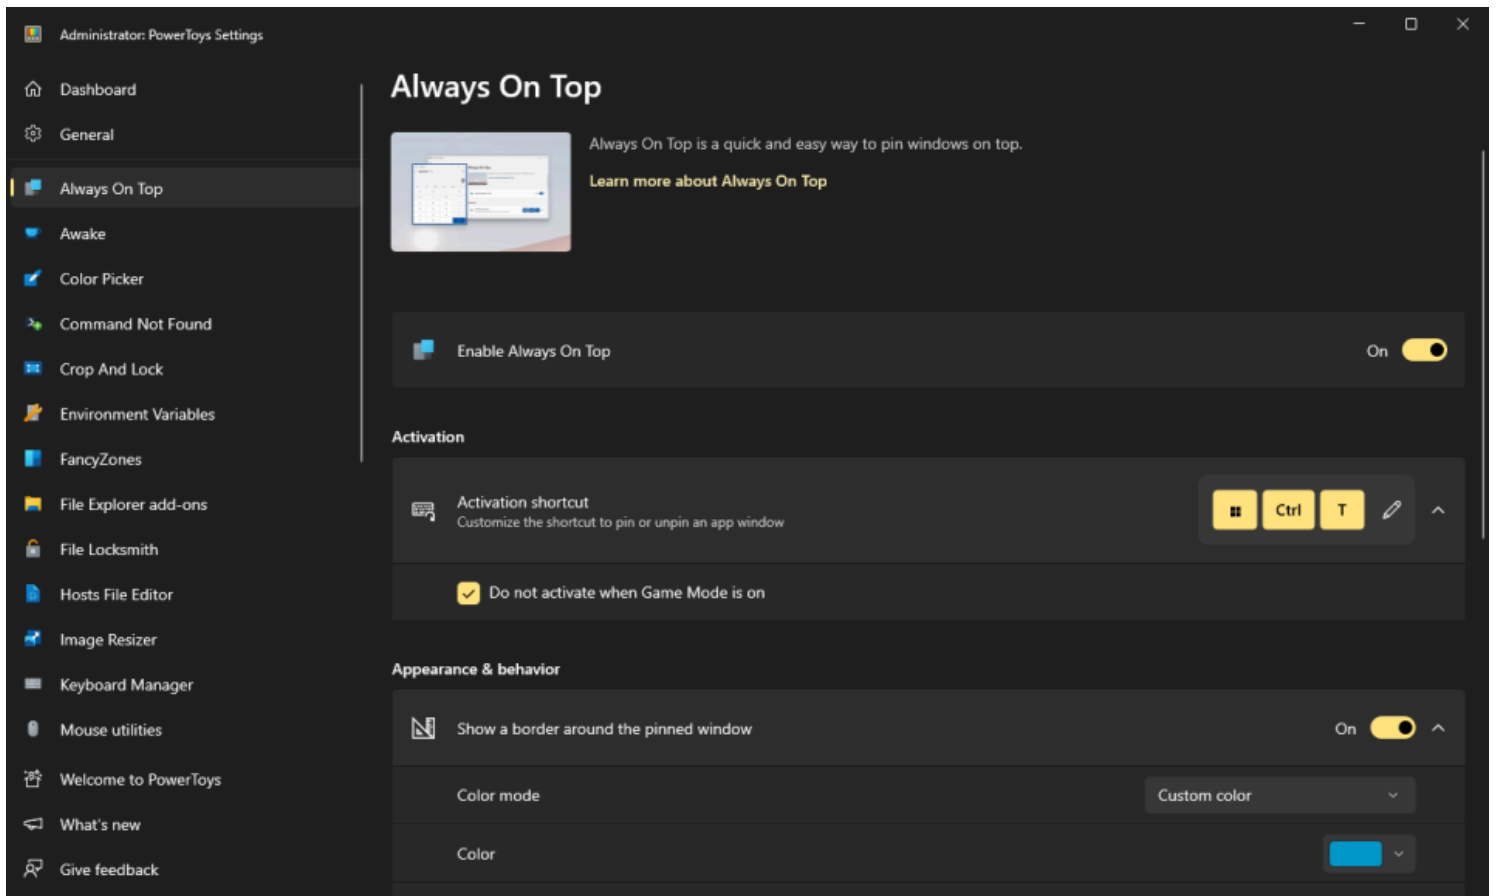 Administrator: PowerToys Settings
Dashboard
General
Always On Top
Awake
Color Picker
Command Not Found
Crop And Lock
Environment Variables
FancyZones
File Explorer add-ons
File Locksmith
Hosts File Editor
Image Resizer
Keyboard Manager
Mouse utilities
Welcome to PowerToys
What's new
Give feedback
Always On Top
Always On Top is a quick and easy way to pin windows on top.
Learn more about Always On Top
Enable Always On Top
On
Activation
Activation shortcut
Customize the shortcut to pin or unpin an app window
Ctrl T
Do not activate when Game Mode is on
Appearance & behavior
Show a border around the pinned window
On
Color mode
Custom color
Color